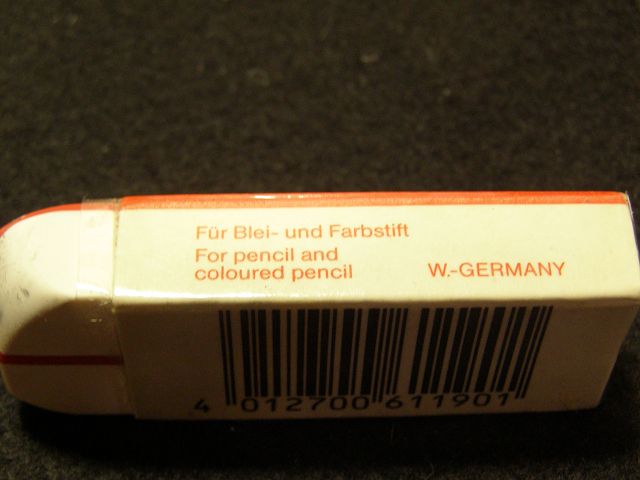 Für Blei- und Farbstift
For pencil and
coloured pencil
W.-GERMANY
4 012700 611901